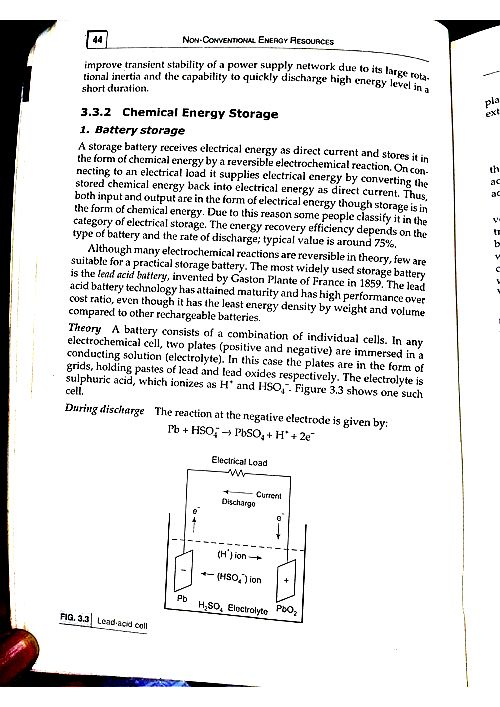 44
NON-CONVENTIONAL ENERGY RESOURCES
improve transient stability of a power supply network due to its large rota-
tional inertia and the capability to quickly discharge high energy level in a
short duration.
3.3.2 Chemical Energy Storage
1. Battery storage
A storage battery receives electrical energy as direct current and stores it in
the form of chemical energy by a reversible electrochemical reaction. On con-
necting to an electrical load it supplies electrical energy by converting the
stored chemical energy back into electrical energy as direct current. Thus,
both input and output are in the form of electrical energy though storage is in
the form of chemical energy. Due to this reason some people classify it in the
category of electrical storage. The energy recovery efficiency depends on the
type of battery and the rate of discharge; typical value is around 75%.
Although many electrochemical reactions are reversible in theory, few are
suitable for a practical storage battery. The most widely used storage battery
is the lead acid battery, invented by Gaston Plante of France in 1859. The lead
acid battery technology has attained maturity and has high performance over
cost ratio, even though it has the least energy density by weight and volume
compared to other rechargeable batteries.
Theory A battery consists of a combination of individual cells. In any
electrochemical cell, two plates (positive and negative) are immersed in a
conducting solution (electrolyte). In this case the plates are in the form of
grids, holding pastes of lead and lead oxides respectively. The electrolyte is
sulphuric acid, which ionizes as H⁺ and HSO₄⁻. Figure 3.3 shows one such
cell.
During discharge The reaction at the negative electrode is given by:
Pb + HSO₄⁻ → PbSO₄ + H⁺ + 2e⁻
Electrical Load
Current
Discharge
e⁻ e⁻
(H⁺) ion →
← (HSO₄⁻) ion
− +
Pb H₂SO₄ Electrolyte PbO₂
FIG. 3.3 Lead-acid cell
pla
ext
th
ac
ac